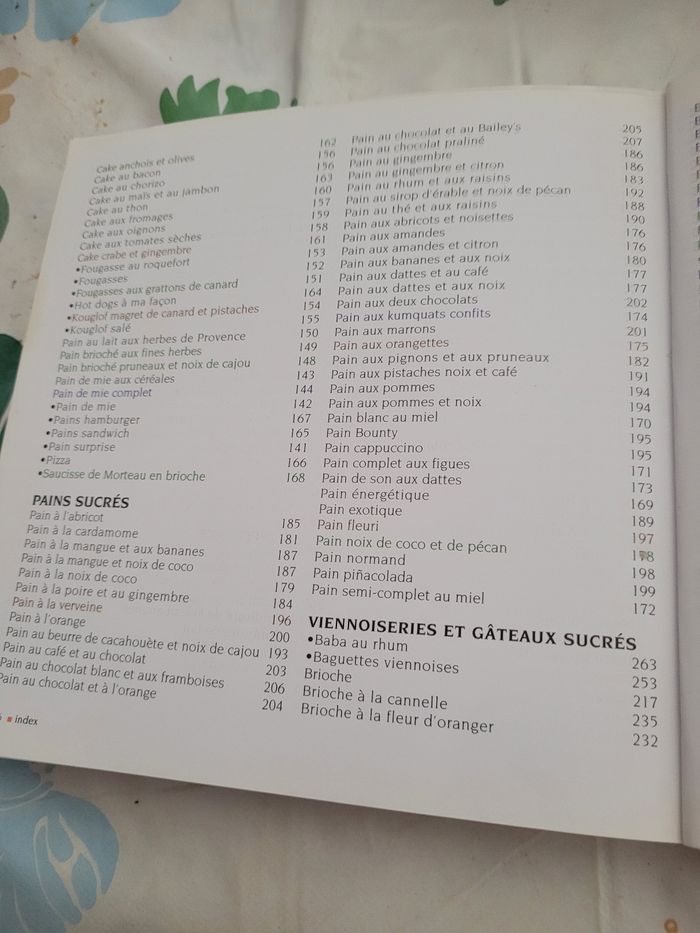 Cake anchois et olives 162
Cake au bacon 156
Cake au chorizo 156
Cake au maïs et au jambon 163
Cake au thon 160
Cake aux fromages 157
Cake aux oignons 159
Cake aux tomates sèches 158
Cake crabe et gingembre 161
•Fougasse au roquefort 153
•Fougasses 152
•Fougasses aux grattons de canard 151
•Hot dogs à ma façon 164
•Kouglof magret de canard et pistaches 154
•Kouglof salé 155
Pain au lait aux herbes de Provence 150
Pain brioché aux fines herbes 149
Pain brioché pruneaux et noix de cajou 148
Pain de mie aux céréales 143
Pain de mie complet 144
•Pain de mie 142
•Pains hamburger 167
•Pains sandwich 165
•Pain surprise 141
•Pizza 166
•Saucisse de Morteau en brioche 168
PAINS SUCRÉS
Pain à l'abricot 185
Pain à la cardamome 181
Pain à la mangue et aux bananes 187
Pain à la mangue et noix de coco 187
Pain à la noix de coco 179
Pain à la poire et au gingembre 184
Pain à la verveine 196
Pain à l'orange 200
Pain au beurre de cacahouète et noix de cajou 193
Pain au café et au chocolat 203
Pain au chocolat blanc et aux framboises 206
Pain au chocolat et à l'orange 204
6 ■ index
Pain au chocolat et au Bailey's 205
Pain au chocolat praliné 207
Pain au gingembre 186
Pain au gingembre et citron 186
Pain au rhum et aux raisins 183
Pain au sirop d'érable et noix de pécan 192
Pain au thé et aux raisins 188
Pain aux abricots et noisettes 190
Pain aux amandes 176
Pain aux amandes et citron 176
Pain aux bananes et aux noix 180
Pain aux dattes et au café 177
Pain aux dattes et aux noix 177
Pain aux deux chocolats 202
Pain aux kumquats confits 174
Pain aux marrons 201
Pain aux orangettes 175
Pain aux pignons et aux pruneaux 182
Pain aux pistaches noix et café 191
Pain aux pommes 194
Pain aux pommes et noix 194
Pain blanc au miel 170
Pain Bounty 195
Pain cappuccino 195
Pain complet aux figues 171
Pain de son aux dattes 173
Pain énergétique 169
Pain exotique 189
Pain fleuri 197
Pain noix de coco et de pécan 178
Pain normand 198
Pain piñacolada 199
Pain semi-complet au miel 172
VIENNOISERIES ET GÂTEAUX SUCRÉS
•Baba au rhum 263
•Baguettes viennoises 253
Brioche 217
Brioche à la cannelle 235
Brioche à la fleur d'oranger 232